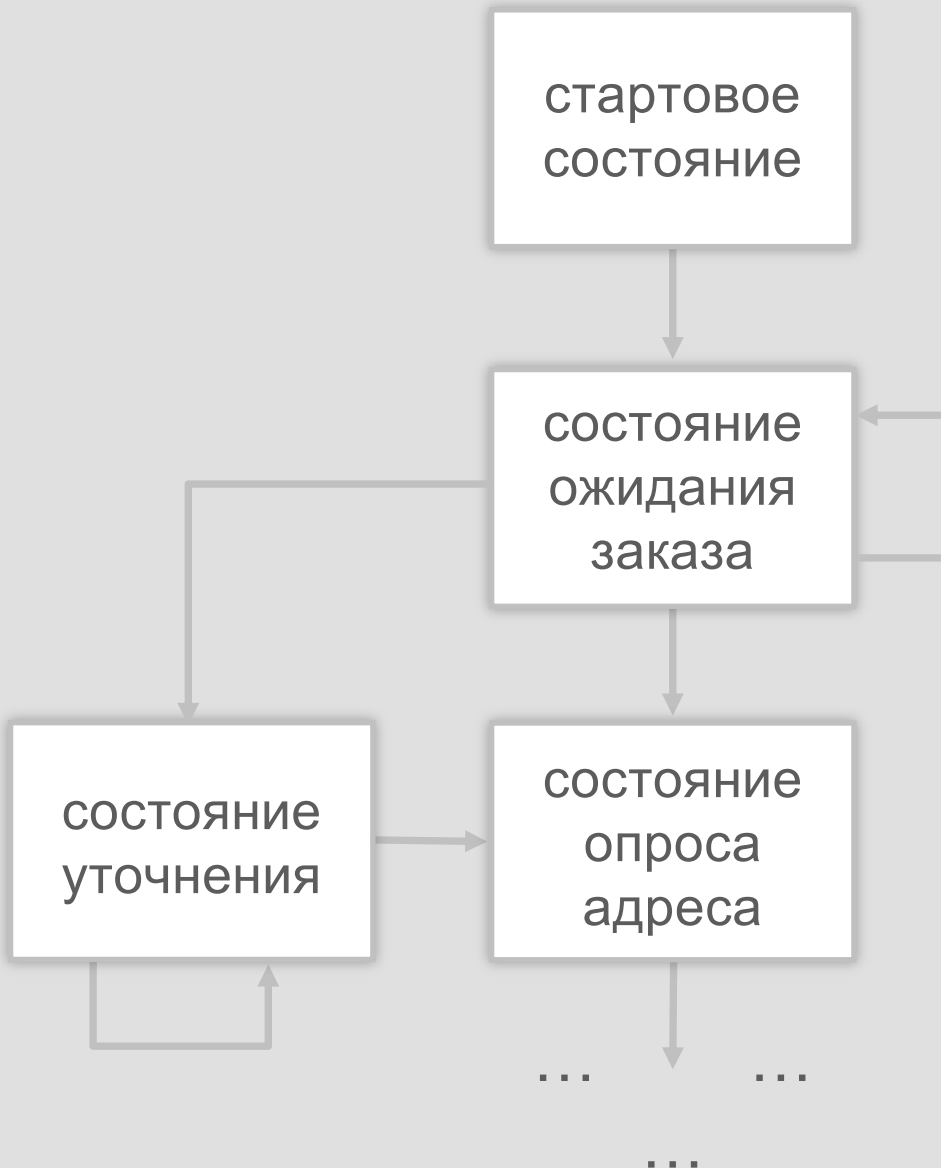 стартовое
состояние
состояние
ожидания
заказа
состояние
уточнения
состояние
опроса
адреса
... ...
...